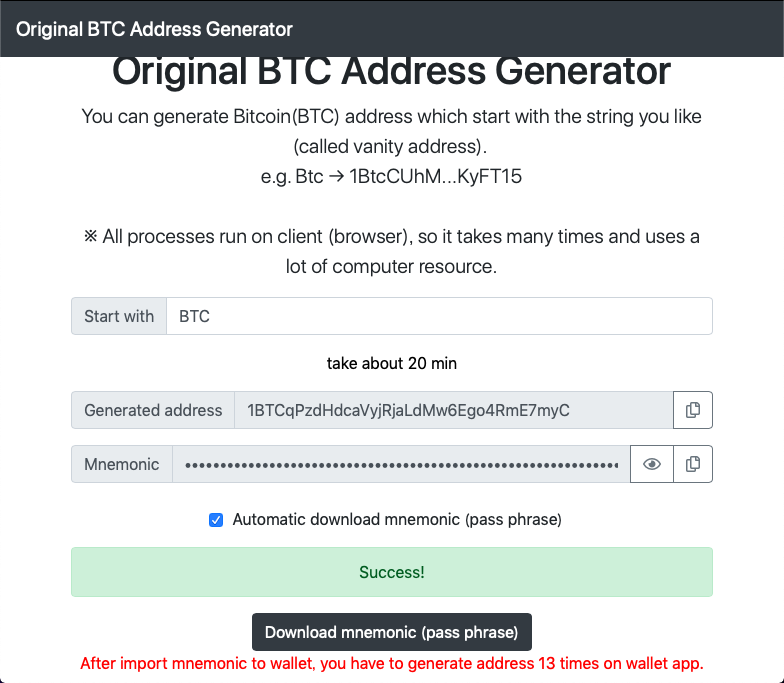 Original BTC Address Generator
Original BTC Address Generator
You can generate Bitcoin(BTC) address which start with the string you like
(called vanity address).
e.g. Btc → 1BtcCUhM...KyFT15
※ All processes run on client (browser), so it takes many times and uses a
lot of computer resource.
Start with BTC
take about 20 min
Generated address 1BTCqPzdHdcaVyjRjaLdMw6Ego4RmE7myC
Mnemonic ••••••••••••••••••••••••••••••••••••••••••••••••••••••••••••••
Automatic download mnemonic (pass phrase)
Success!
Download mnemonic (pass phrase)
After import mnemonic to wallet, you have to generate address 13 times on wallet app.